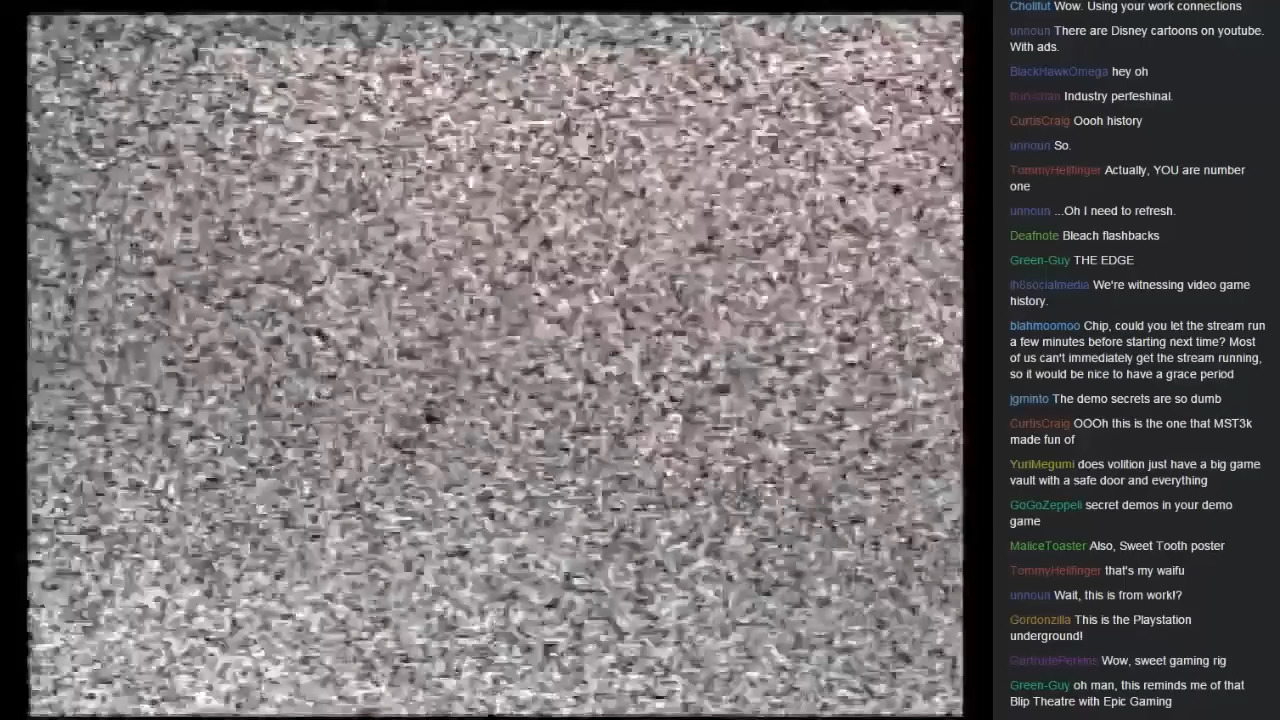 Chollfut Wow. Using your work connections
unnoun There are Disney cartoons on youtube.
With ads.
BlackHawkOmega hey oh
Industry perfeshinal.
CurtisCraig Oooh history
unnoun So.
TommyHellfinger Actually, YOU are number
one
unnoun ...Oh I need to refresh.
Deafnote Bleach flashbacks
Green-Guy THE EDGE
ih8socialmedia We're witnessing video game
history.
blahmoomoo Chip, could you let the stream run
a few minutes before starting next time? Most
of us can't immediately get the stream running,
so it would be nice to have a grace period
jgminto The demo secrets are so dumb
CurtisCraig OOOh this is the one that MST3k
made fun of
YuriMegumi does volition just have a big game
vault with a safe door and everything
GoGoZeppeli secret demos in your demo
game
MaliceToaster Also, Sweet Tooth poster
TommyHellfinger that's my waifu
unnoun Wait, this is from work!?
Gordonzilla This is the Playstation
underground!
GertrudePerkins Wow, sweet gaming rig
Green-Guy oh man, this reminds me of that
Blip Theatre with Epic Gaming